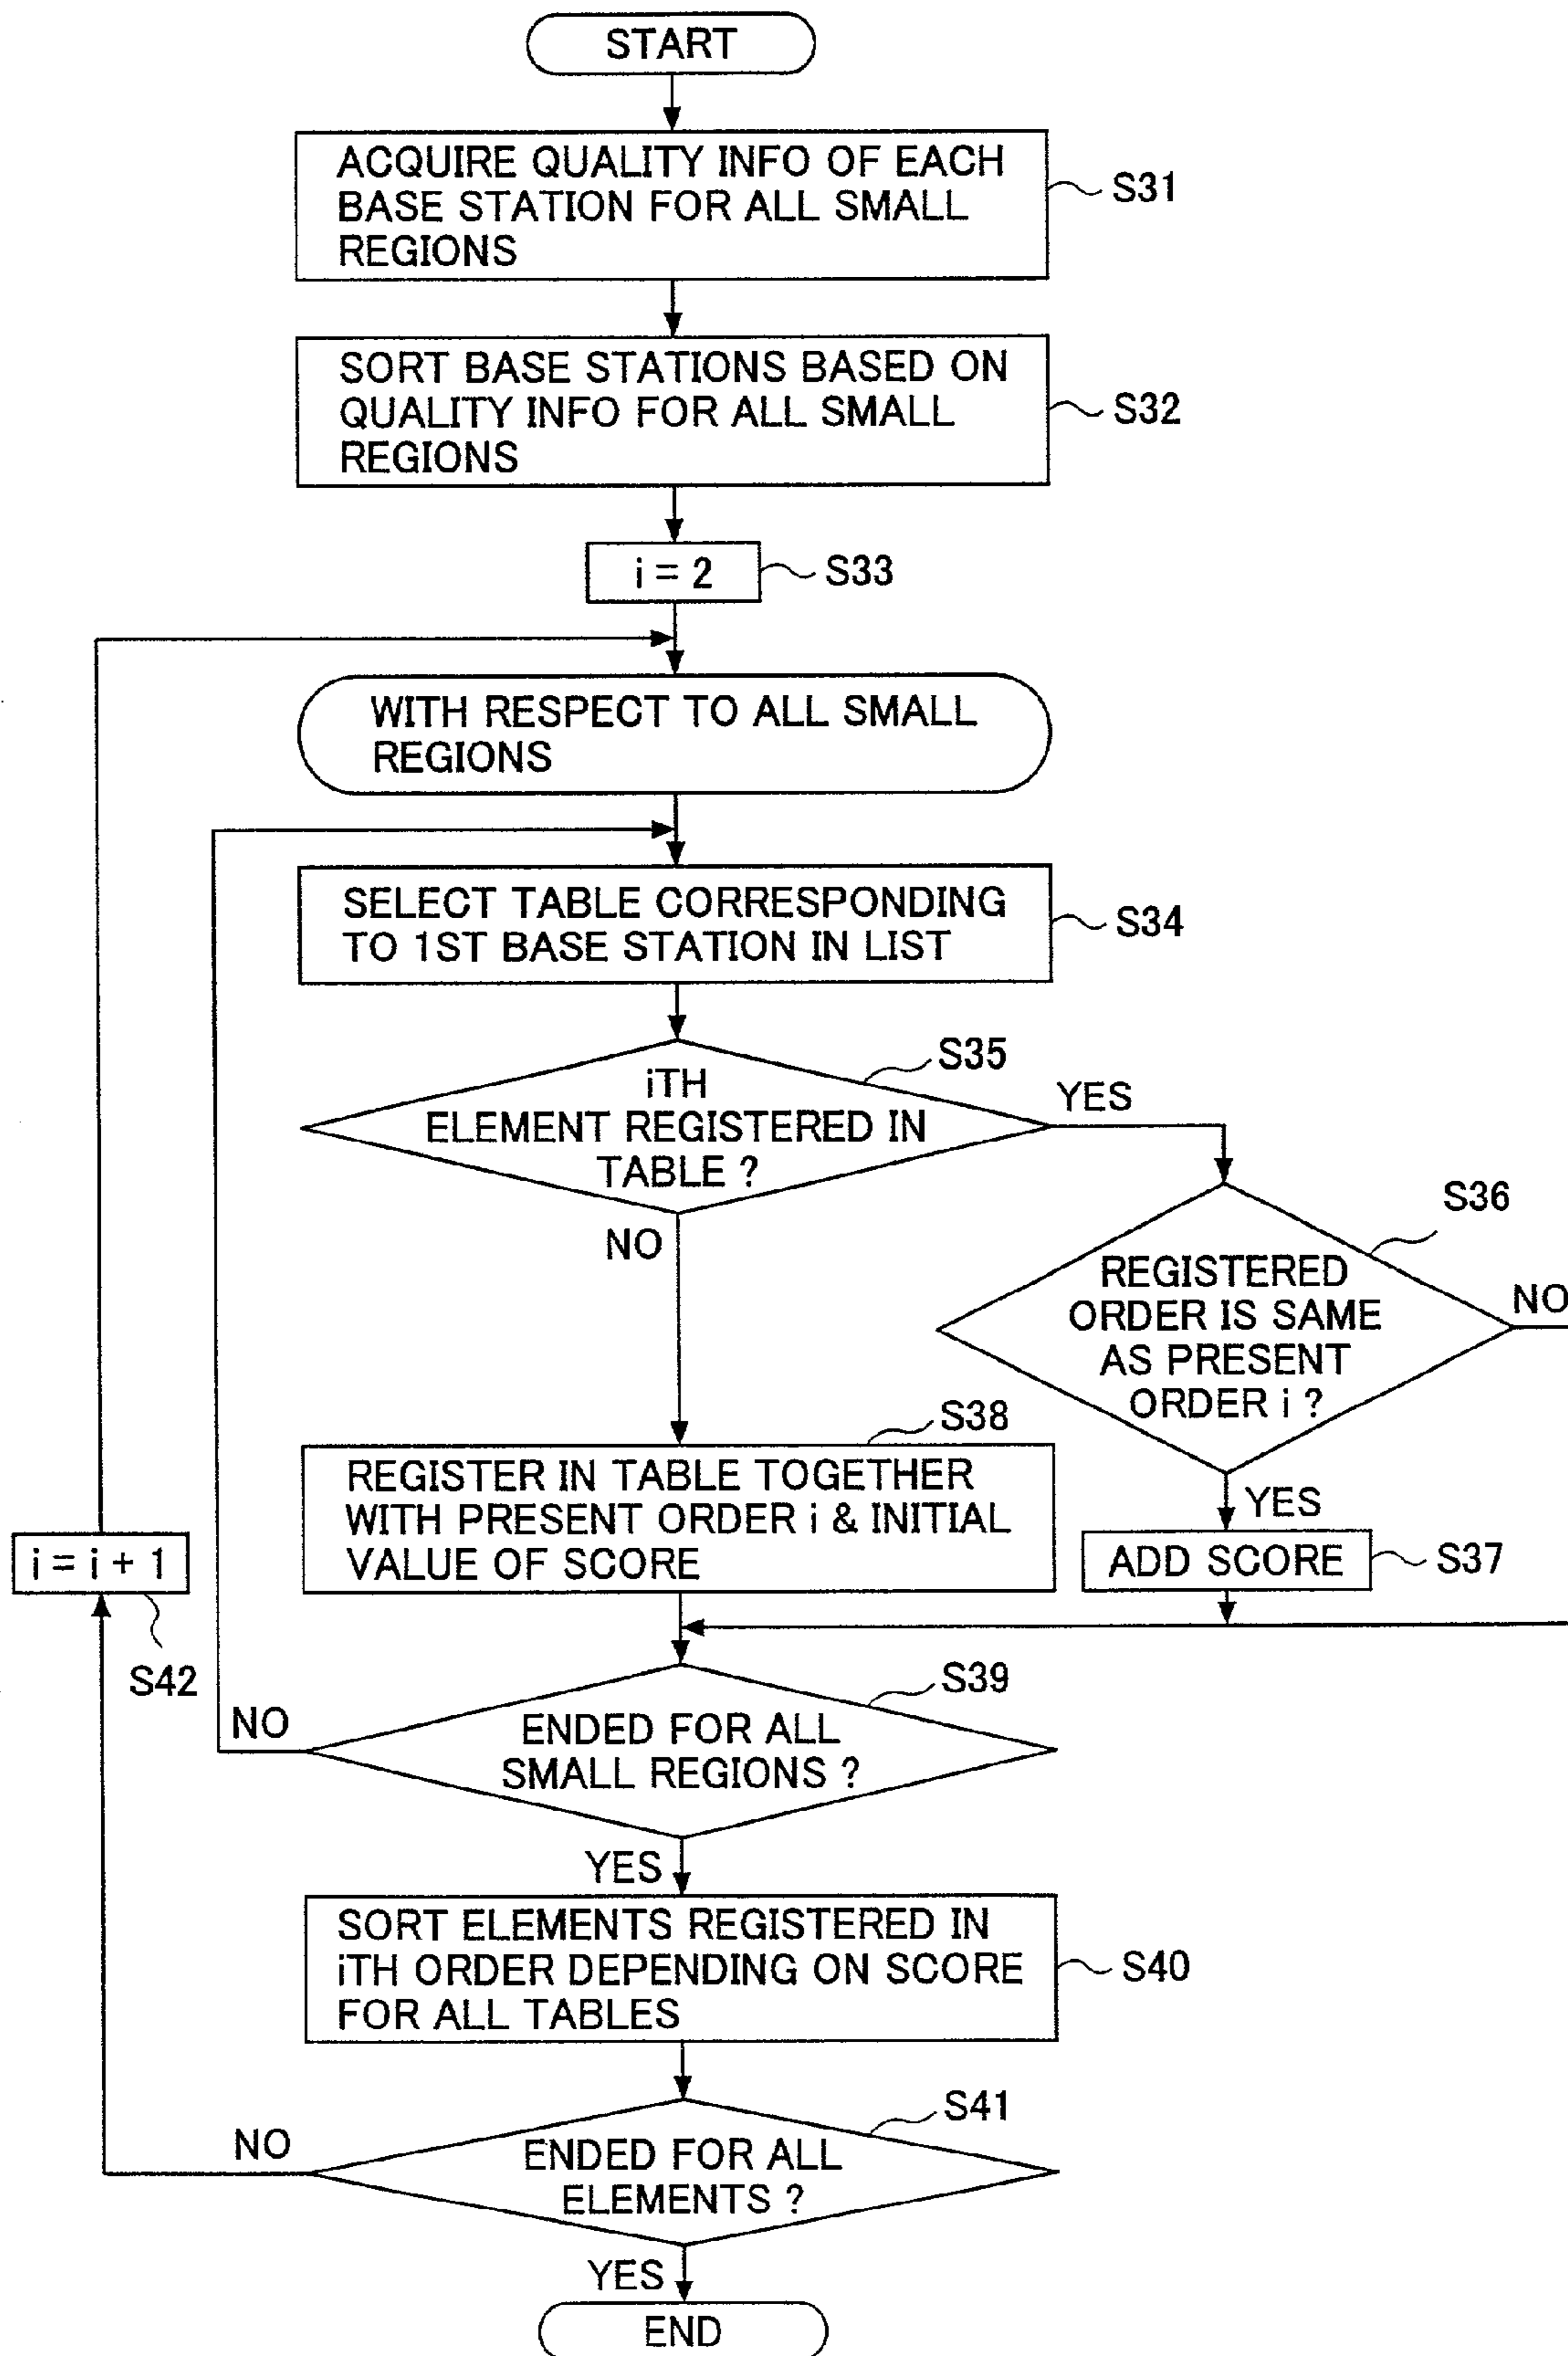 START
ACQUIRE QUALITY INFO OF EACH
BASE STATION FOR ALL SMALL
REGIONS
S31
SORT BASE STATIONS BASED ON
QUALITY INFO FOR ALL SMALL
REGIONS
S32
i = 2
S33
WITH RESPECT TO ALL SMALL
REGIONS
SELECT TABLE CORRESPONDING
TO 1ST BASE STATION IN LIST
S34
S35
iTH
ELEMENT REGISTERED IN
TABLE ?
YES
NO
S36
REGISTERED
ORDER IS SAME
AS PRESENT
ORDER i ?
NO
YES
S38
REGISTER IN TABLE TOGETHER
WITH PRESENT ORDER i & INITIAL
VALUE OF SCORE
ADD SCORE
S37
i = i + 1
S42
S39
ENDED FOR ALL
SMALL REGIONS ?
NO
YES
SORT ELEMENTS REGISTERED IN
iTH ORDER DEPENDING ON SCORE
FOR ALL TABLES
S40
S41
ENDED FOR ALL
ELEMENTS ?
NO
YES
END